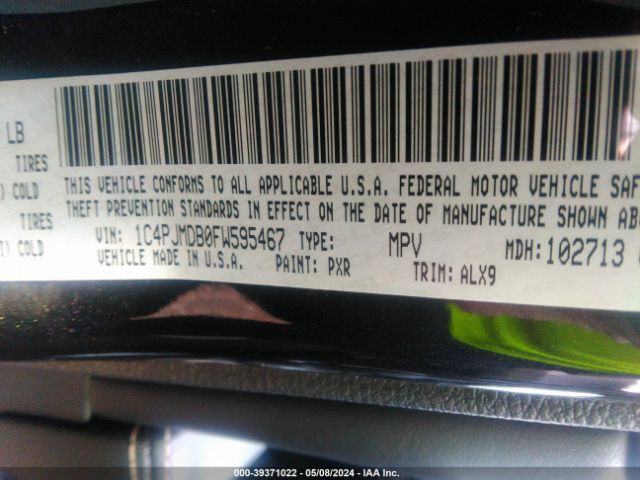 LB
TIRES
) COLD
THIS VEHICLE CONFORMS TO ALL APPLICABLE U.S.A. FEDERAL MOTOR VEHICLE SAF
TIRES
THEFT PREVENTION STANDARDS IN EFFECT ON THE DATE OF MANUFACTURE SHOWN AB
) COLD
VIN: 1C4PJMDB0FW595467 TYPE: MPV MDH: 102713
VEHICLE MADE IN U.S.A. PAINT: PXR TRIM: ALX9
000-39371022 - 05/08/2024 - IAA Inc.